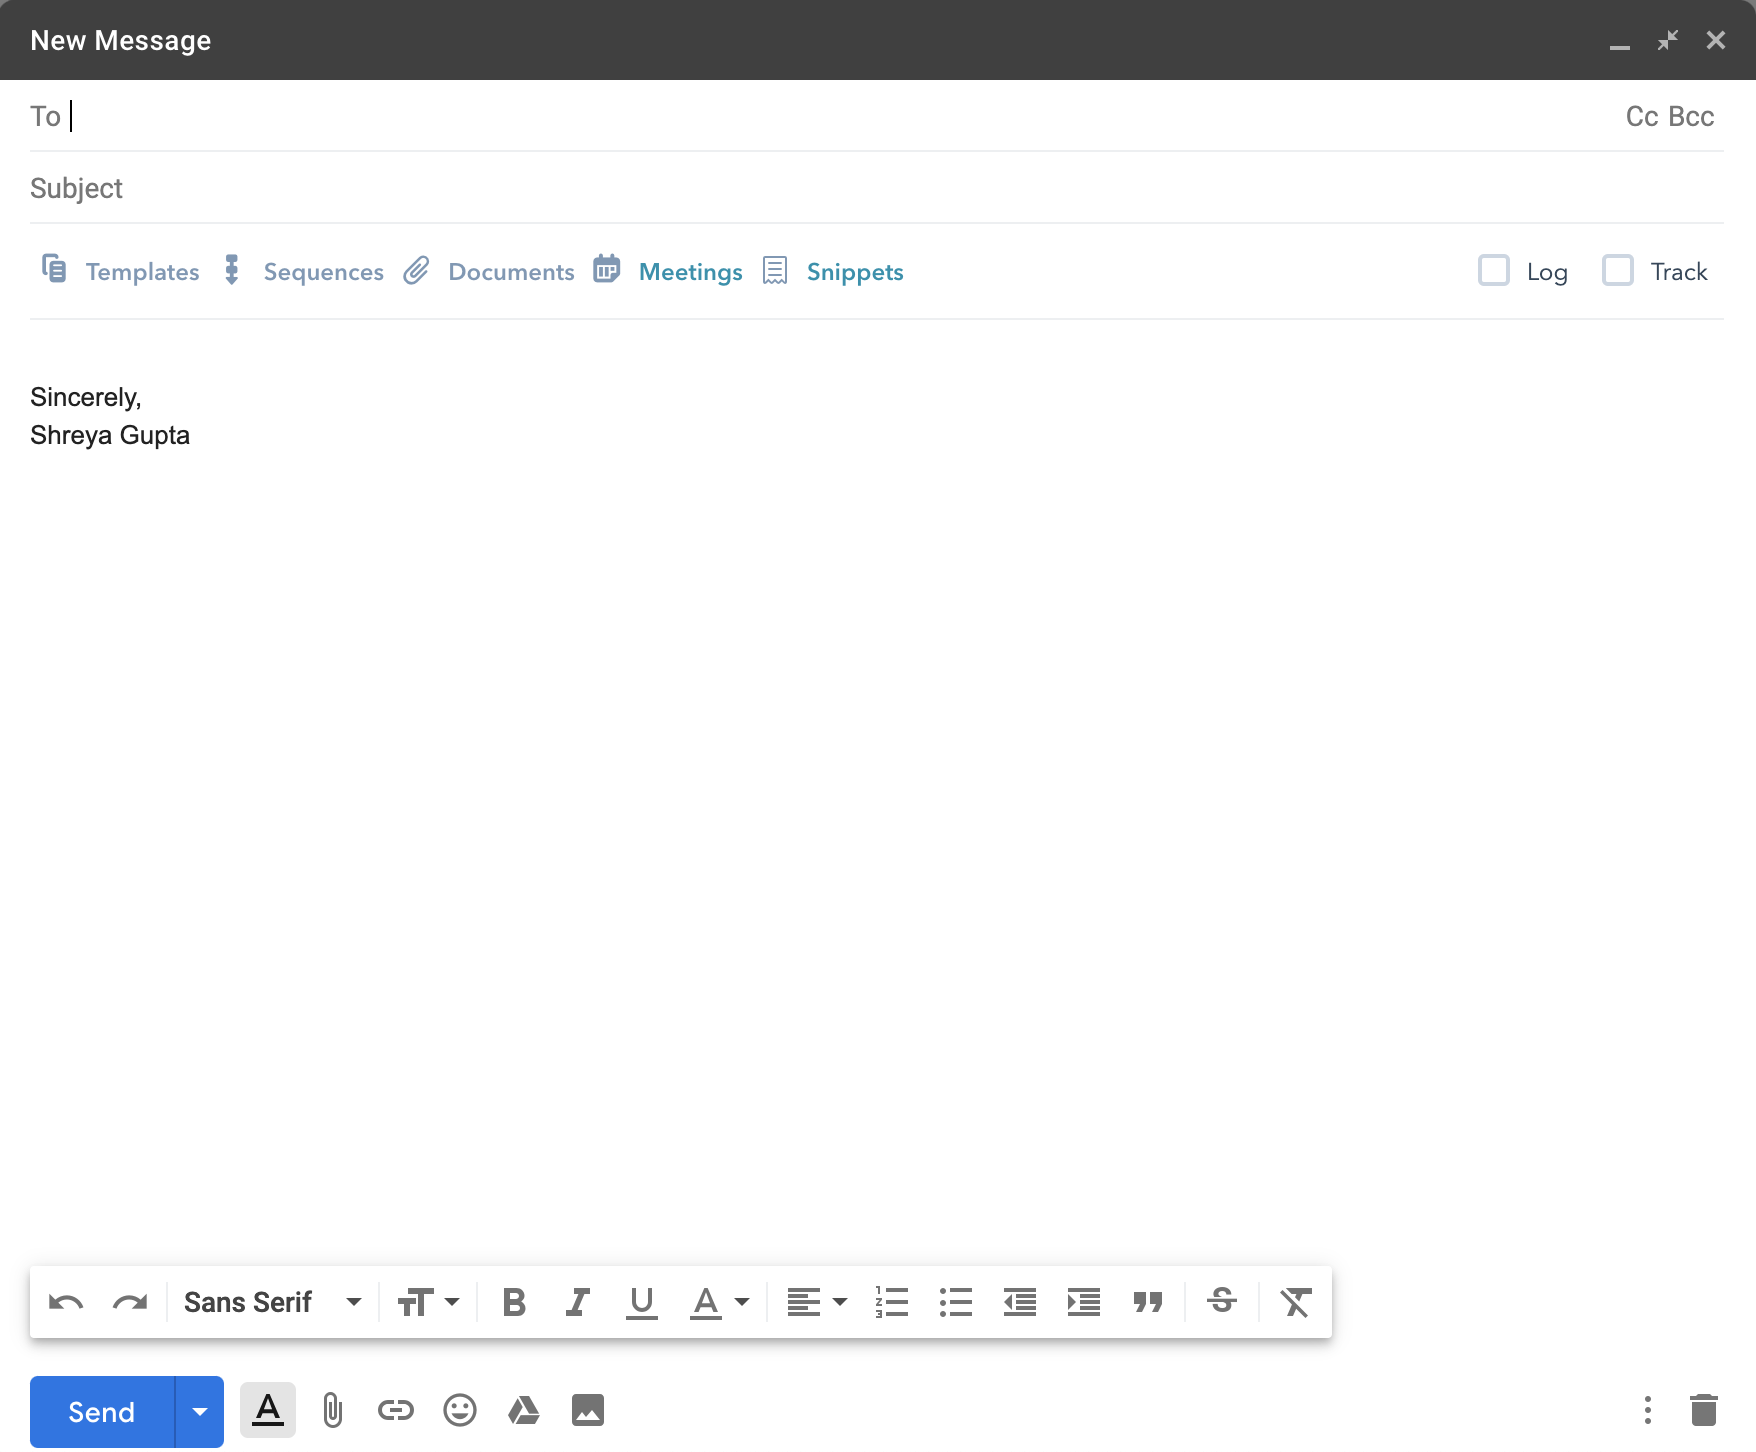 New Message
To Cc Bcc
Subject
Templates Sequences Documents Meetings Snippets Log Track
Sincerely,
Shreya Gupta
Sans Serif
Send